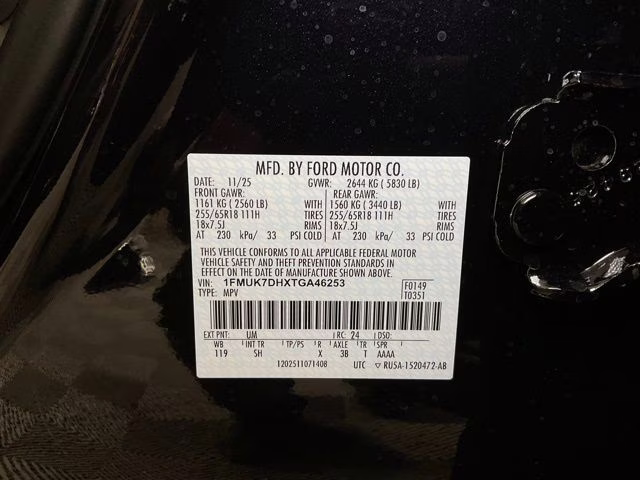 MFD. BY FORD MOTOR CO.
DATE: 11/25 GVWR: 2644 KG ( 5830 LB)
FRONT GAWR: REAR GAWR:
1161 KG ( 2560 LB) WITH 1560 KG ( 3440 LB) WITH
255/65R18 111H TIRES 255/65R18 111H TIRES
18x7.5J RIMS 18x7.5J RIMS
AT 230 kPa/ 33 PSI COLD AT 230 kPa/ 33 PSI COLD
THIS VEHICLE CONFORMS TO ALL APPLICABLE FEDERAL MOTOR
VEHICLE SAFETY AND THEFT PREVENTION STANDARDS IN
EFFECT ON THE DATE OF MANUFACTURE SHOWN ABOVE.
VIN: 1FMUK7DHXTGA46253 F0149
TYPE: MPV T0351
EXT PNT: UM RC: 24 DSO:
WB INT TR TP/PS R AXLE TR SPR
119 SH X 3B T AAAA
1202511071408 UTC ▽ RU5A-1520472-AB